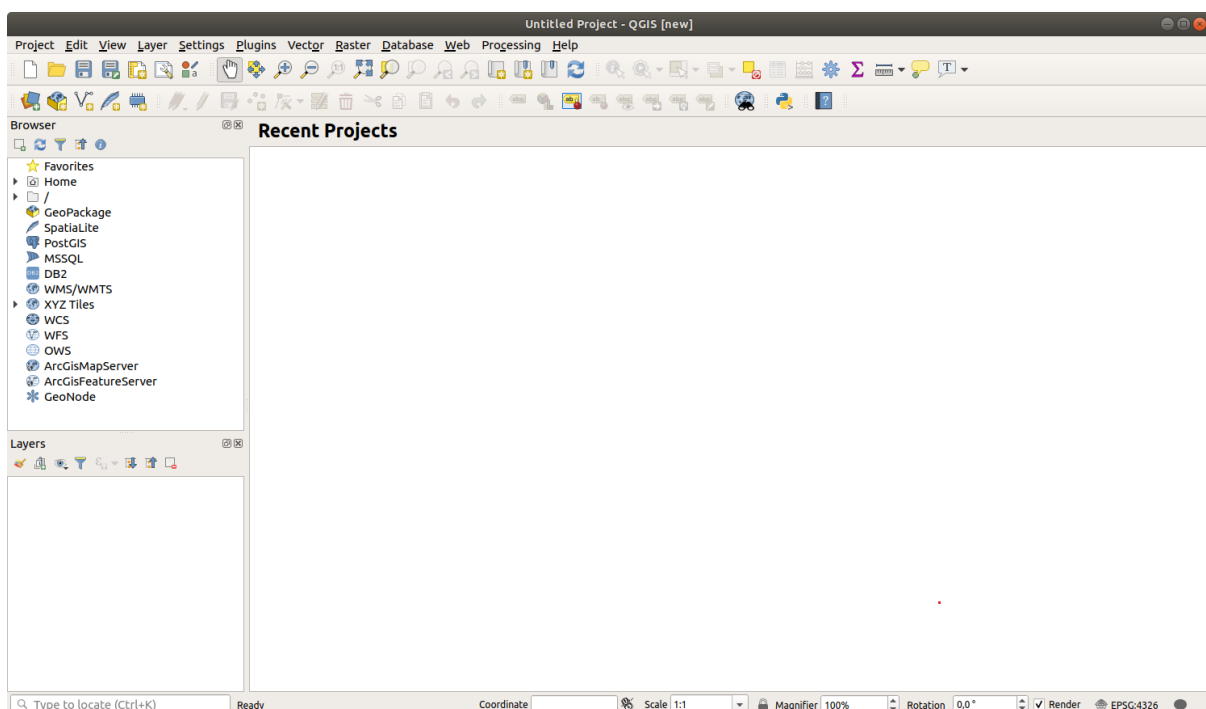 Untitled Project - QGIS [new]
Project Edit View Layer Settings Plugins Vector Raster Database Web Processing Help
Browser
Recent Projects
Favorites
Home
/
GeoPackage
SpatiaLite
PostGIS
MSSQL
DB2
WMS/WMTS
XYZ Tiles
WCS
WFS
OWS
ArcGisMapServer
ArcGisFeatureServer
GeoNode
Layers
Type to locate (Ctrl+K) Ready Coordinate Scale 1:1 Magnifier 100% Rotation 0,0 ° Render EPSG:4326